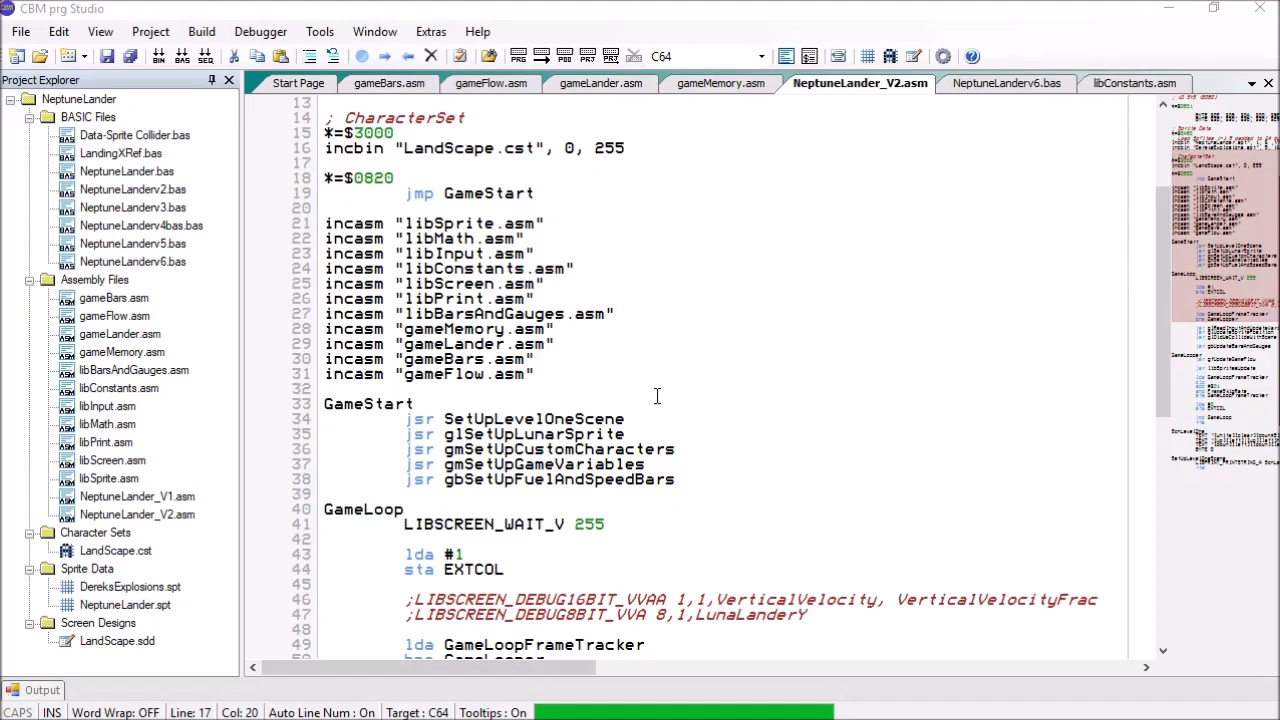 CBM prg Studio
File Edit View Project Build Debugger Tools Window Extras Help
BIN BAS SEQ PRG PRG POO PRJ PRJ C64
Project Explorer
Start Page gameBars.asm gameFlow.asm gameLander.asm gameMemory.asm NeptuneLander_V2.asm NeptuneLanderv6.bas libConstants.asm
NeptuneLander
BASIC Files
Data-Sprite Collider.bas
LandingXRef.bas
NeptuneLander.bas
NeptuneLanderv2.bas
NeptuneLanderv3.bas
NeptuneLanderv4bas.bas
NeptuneLanderv5.bas
NeptuneLanderv6.bas
Assembly Files
gameBars.asm
gameFlow.asm
gameLander.asm
gameMemory.asm
libBarsAndGauges.asm
libConstants.asm
libInput.asm
libMath.asm
libPrint.asm
libScreen.asm
libSprite.asm
NeptuneLander_V1.asm
NeptuneLander_V2.asm
Character Sets
LandScape.cst
Sprite Data
DereksExplosions.spt
NeptuneLander.spt
Screen Designs
LandScape.sdd
13
14 ; CharacterSet
15 *=$3000
16 incbin "LandScape.cst", 0, 255
17
18 *=$0820
19 jmp GameStart
20
21 incasm "libSprite.asm"
22 incasm "libMath.asm"
23 incasm "libInput.asm"
24 incasm "libConstants.asm"
25 incasm "libScreen.asm"
26 incasm "libPrint.asm"
27 incasm "libBarsAndGauges.asm"
28 incasm "gameMemory.asm"
29 incasm "gameLander.asm"
30 incasm "gameBars.asm"
31 incasm "gameFlow.asm"
32
33 GameStart
34 jsr SetUpLevelOneScene
35 jsr glSetUpLunarSprite
36 jsr gmSetUpCustomCharacters
37 jsr gmSetUpGameVariables
38 jsr gbSetUpFuelAndSpeedBars
39
40 GameLoop
41 LIBSCREEN_WAIT_V 255
42
43 lda #1
44 sta EXTCOL
45
46 ;LIBSCREEN_DEBUG16BIT_VVAA 1,1,VerticalVelocity, VerticalVelocityFrac
47 ;LIBSCREEN_DEBUG8BIT_VVA 8,1,LunaLanderY
48
49 lda GameLoopFrameTracker
Output
CAPS INS Word Wrap: OFF Line: 17 Col: 20 Auto Line Num : On Target : C64 Tooltips : On